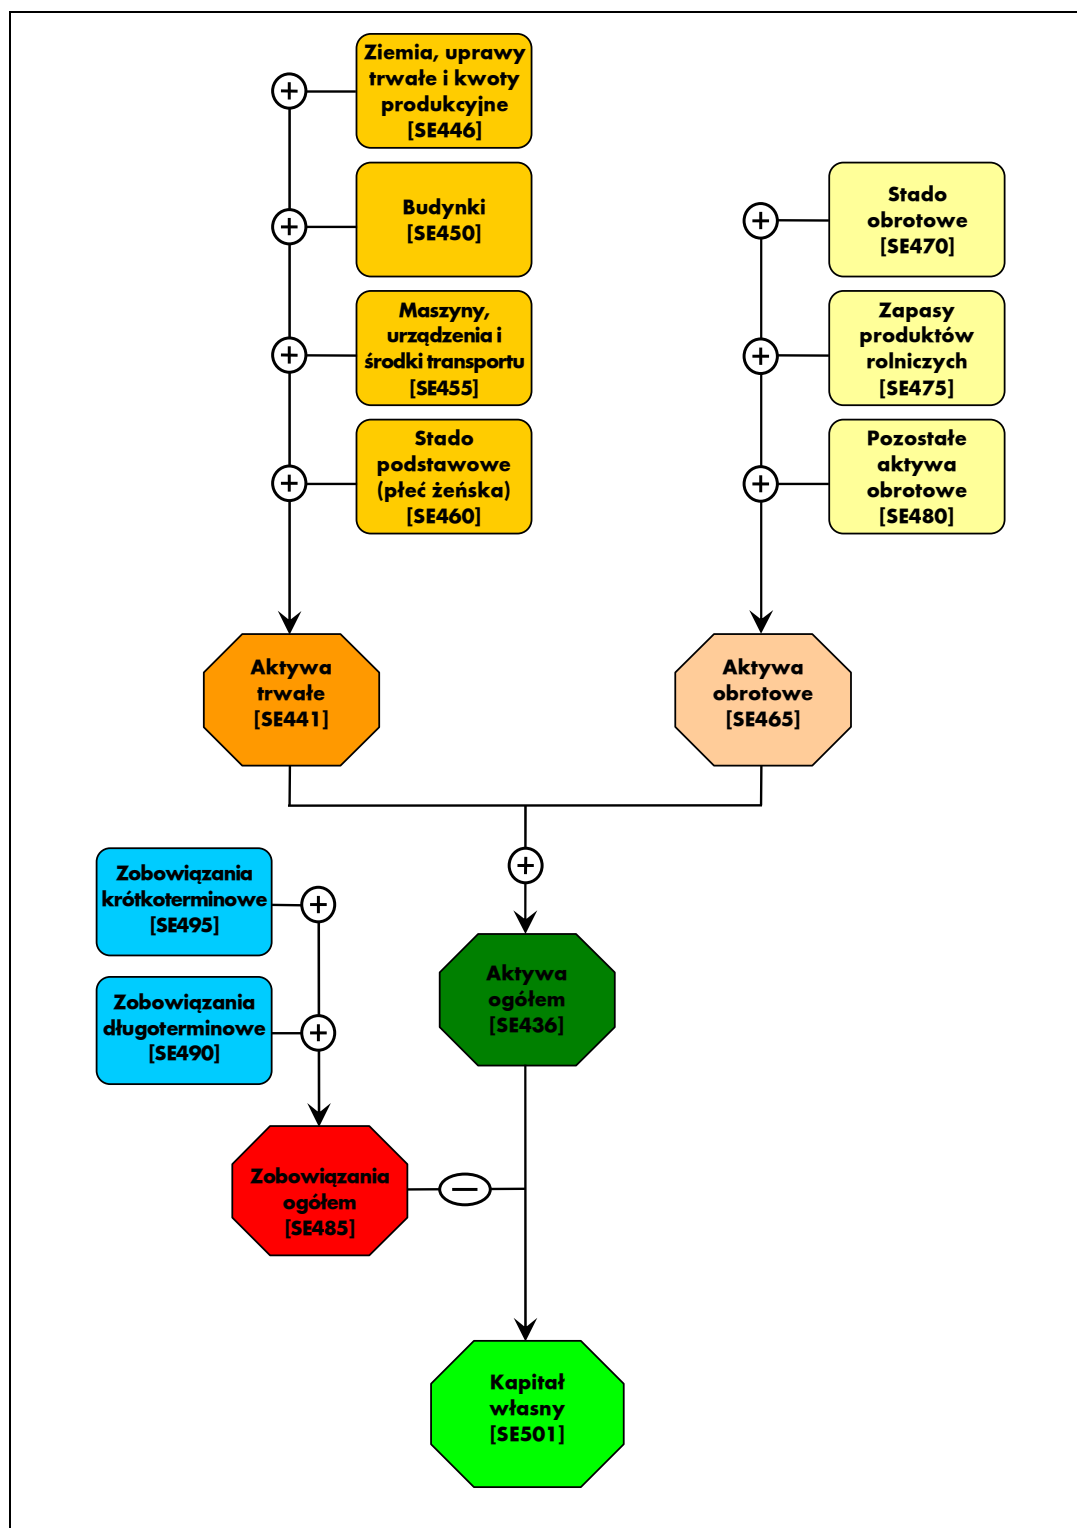 Ziemia, uprawy
trwałe i kwoty
produkcyjne
[SE446]
Budynki
[SE450]
Maszyny,
urządzenia i
środki transportu
[SE455]
Stado
podstawowe
(płeć żeńska)
[SE460]
Stado
obrotowe
[SE470]
Zapasy
produktów
rolniczych
[SE475]
Pozostałe
aktywa
obrotowe
[SE480]
Aktywa
trwałe
[SE441]
Aktywa
obrotowe
[SE465]
Zobowiązania
krótkoterminowe
[SE495]
Zobowiązania
długoterminowe
[SE490]
Aktywa
ogółem
[SE436]
Zobowiązania
ogółem
[SE485]
Kapitał
własny
[SE501]